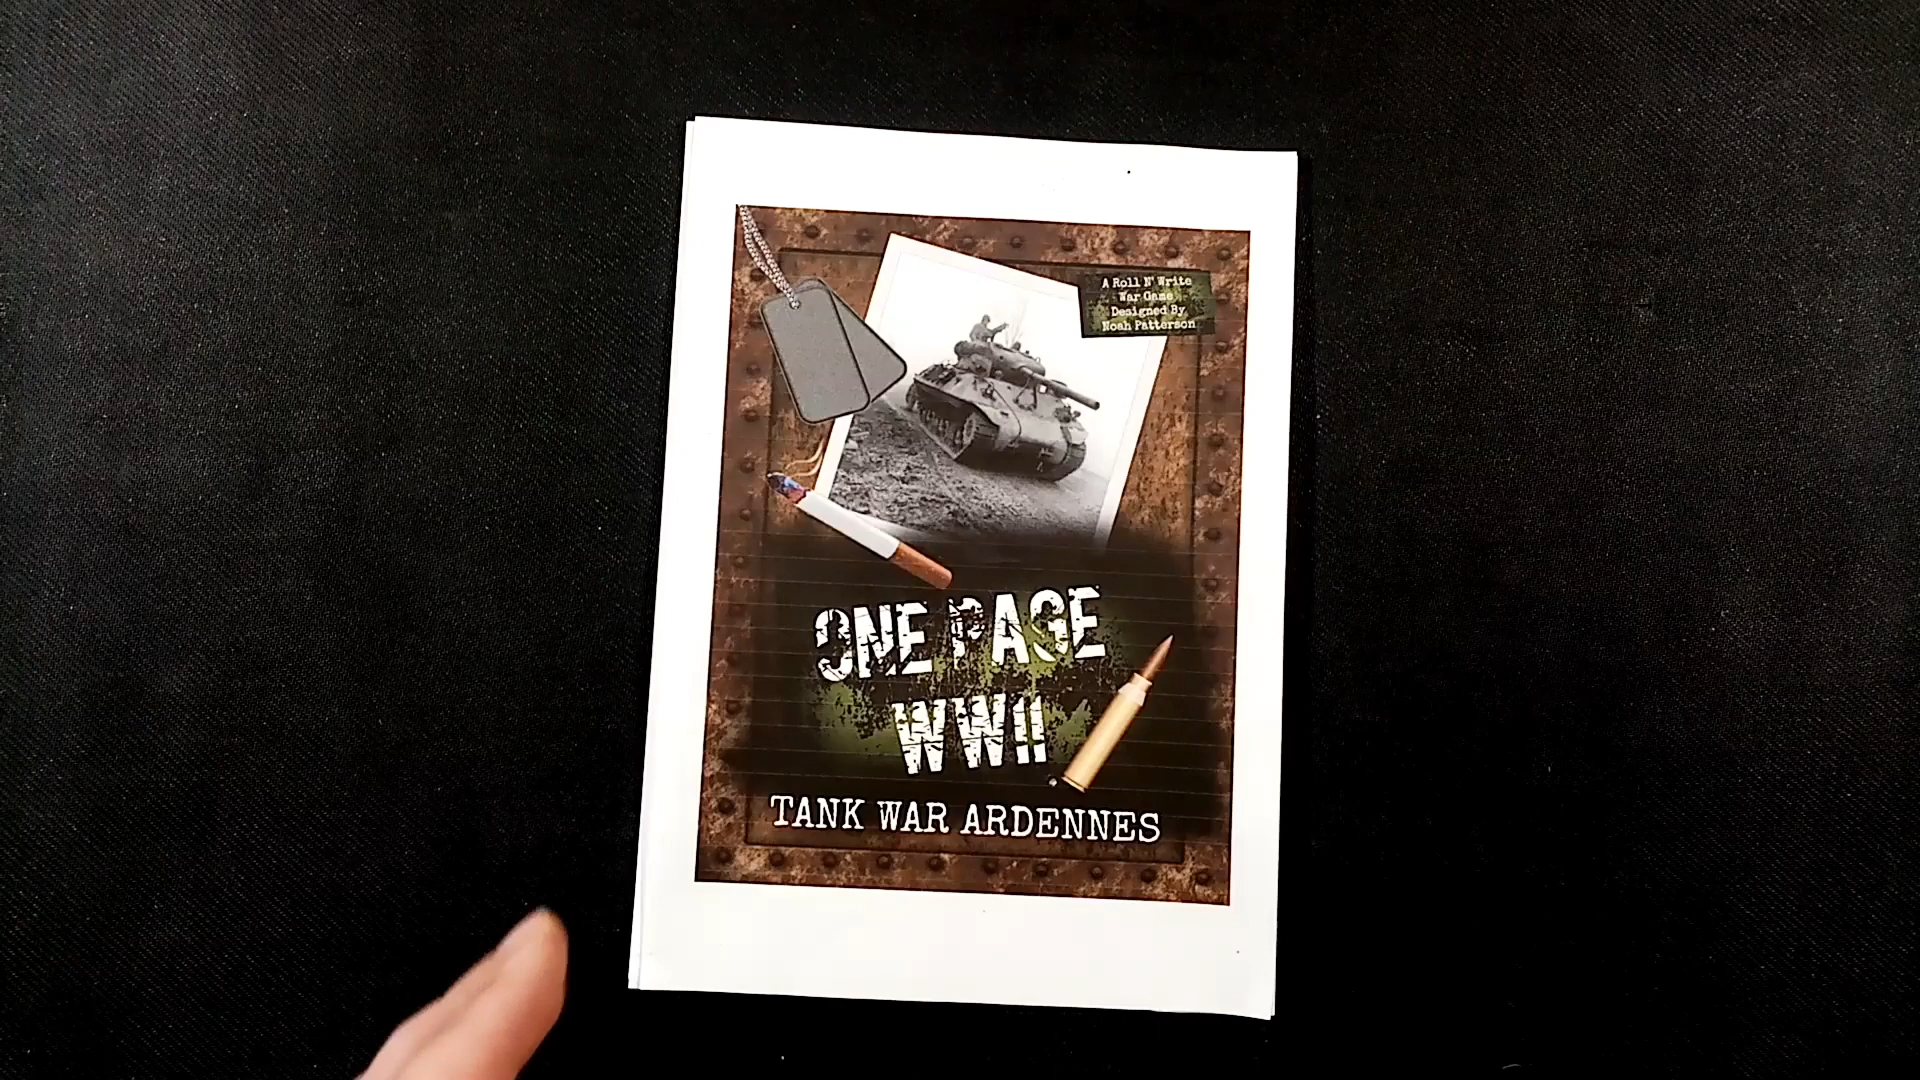 A Roll N' Write
War Game
Designed By
Noah Patterson
ONE PAGE
WWII
TANK WAR ARDENNES